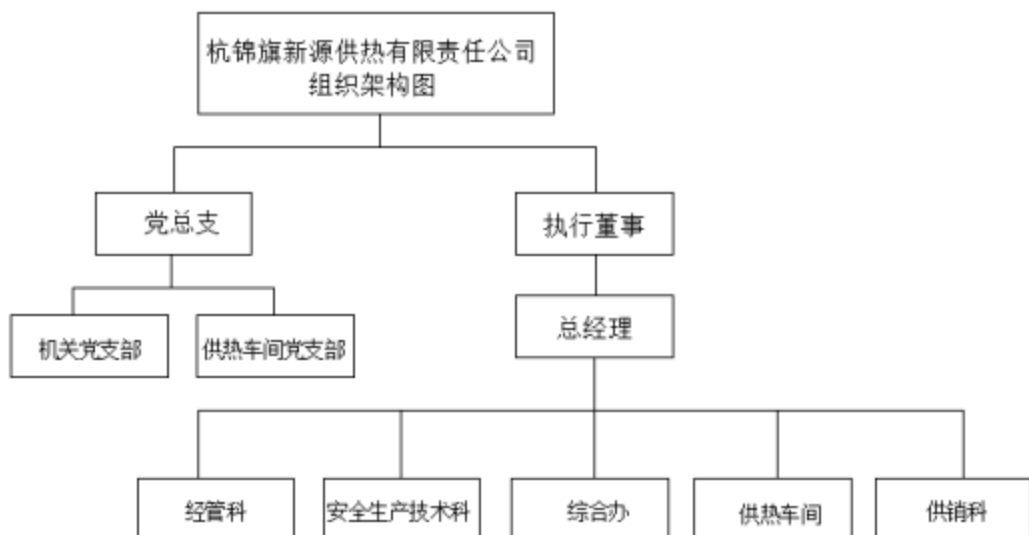 杭锦旗新源供热有限责任公司
组织架构图
党总支
执行董事
总经理
机关党支部
供热车间党支部
经管科
安全生产技术科
综合办
供热车间
供销科